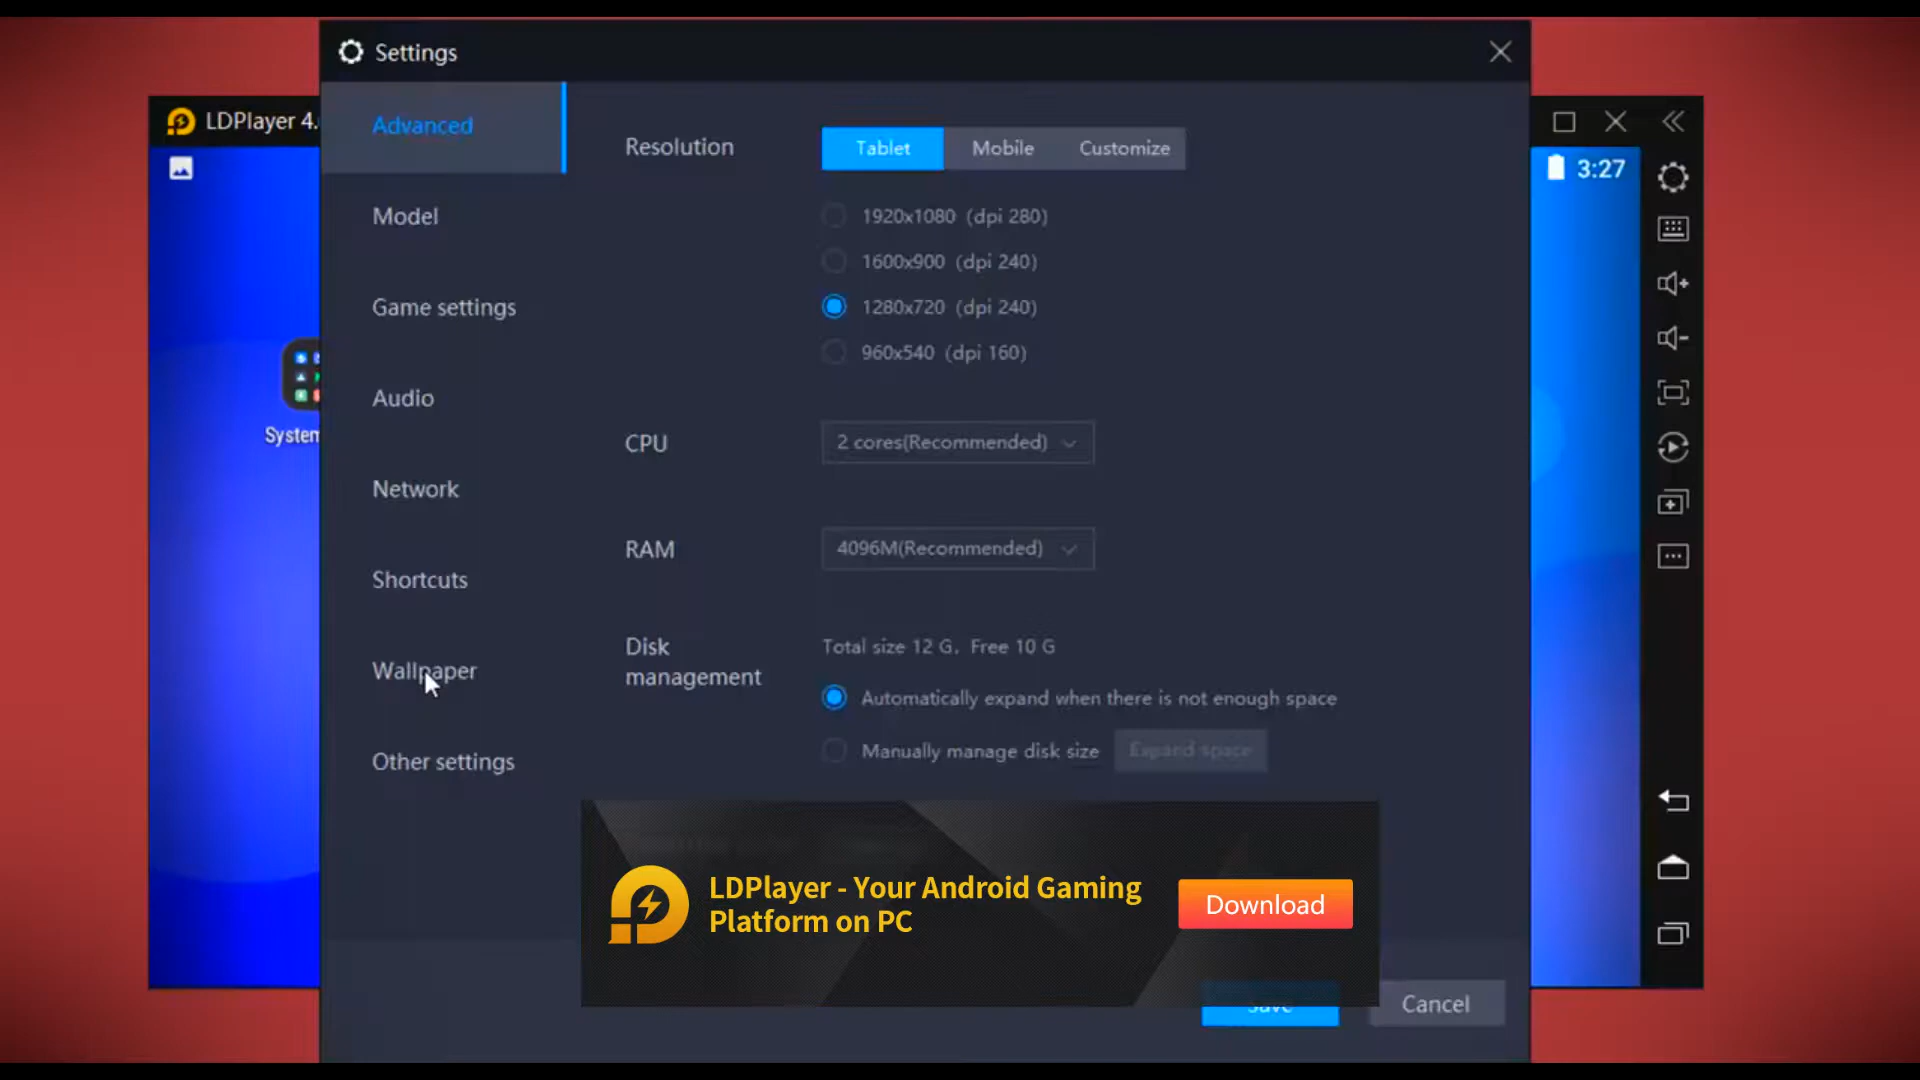 Settings
LDPlayer 4.
3:27
System
Advanced
Model
Game settings
Audio
Network
Shortcuts
Wallpaper
Other settings
Resolution
Tablet
Mobile
Customize
1920x1080 (dpi 280)
1600x900 (dpi 240)
1280x720 (dpi 240)
960x540 (dpi 160)
CPU
2 cores(Recommended)
RAM
4096M(Recommended)
Disk
management
Total size 12 G, Free 10 G
Automatically expand when there is not enough space
Manually manage disk size
Expand space
LDPlayer - Your Android Gaming
Platform on PC
Download
Save
Cancel